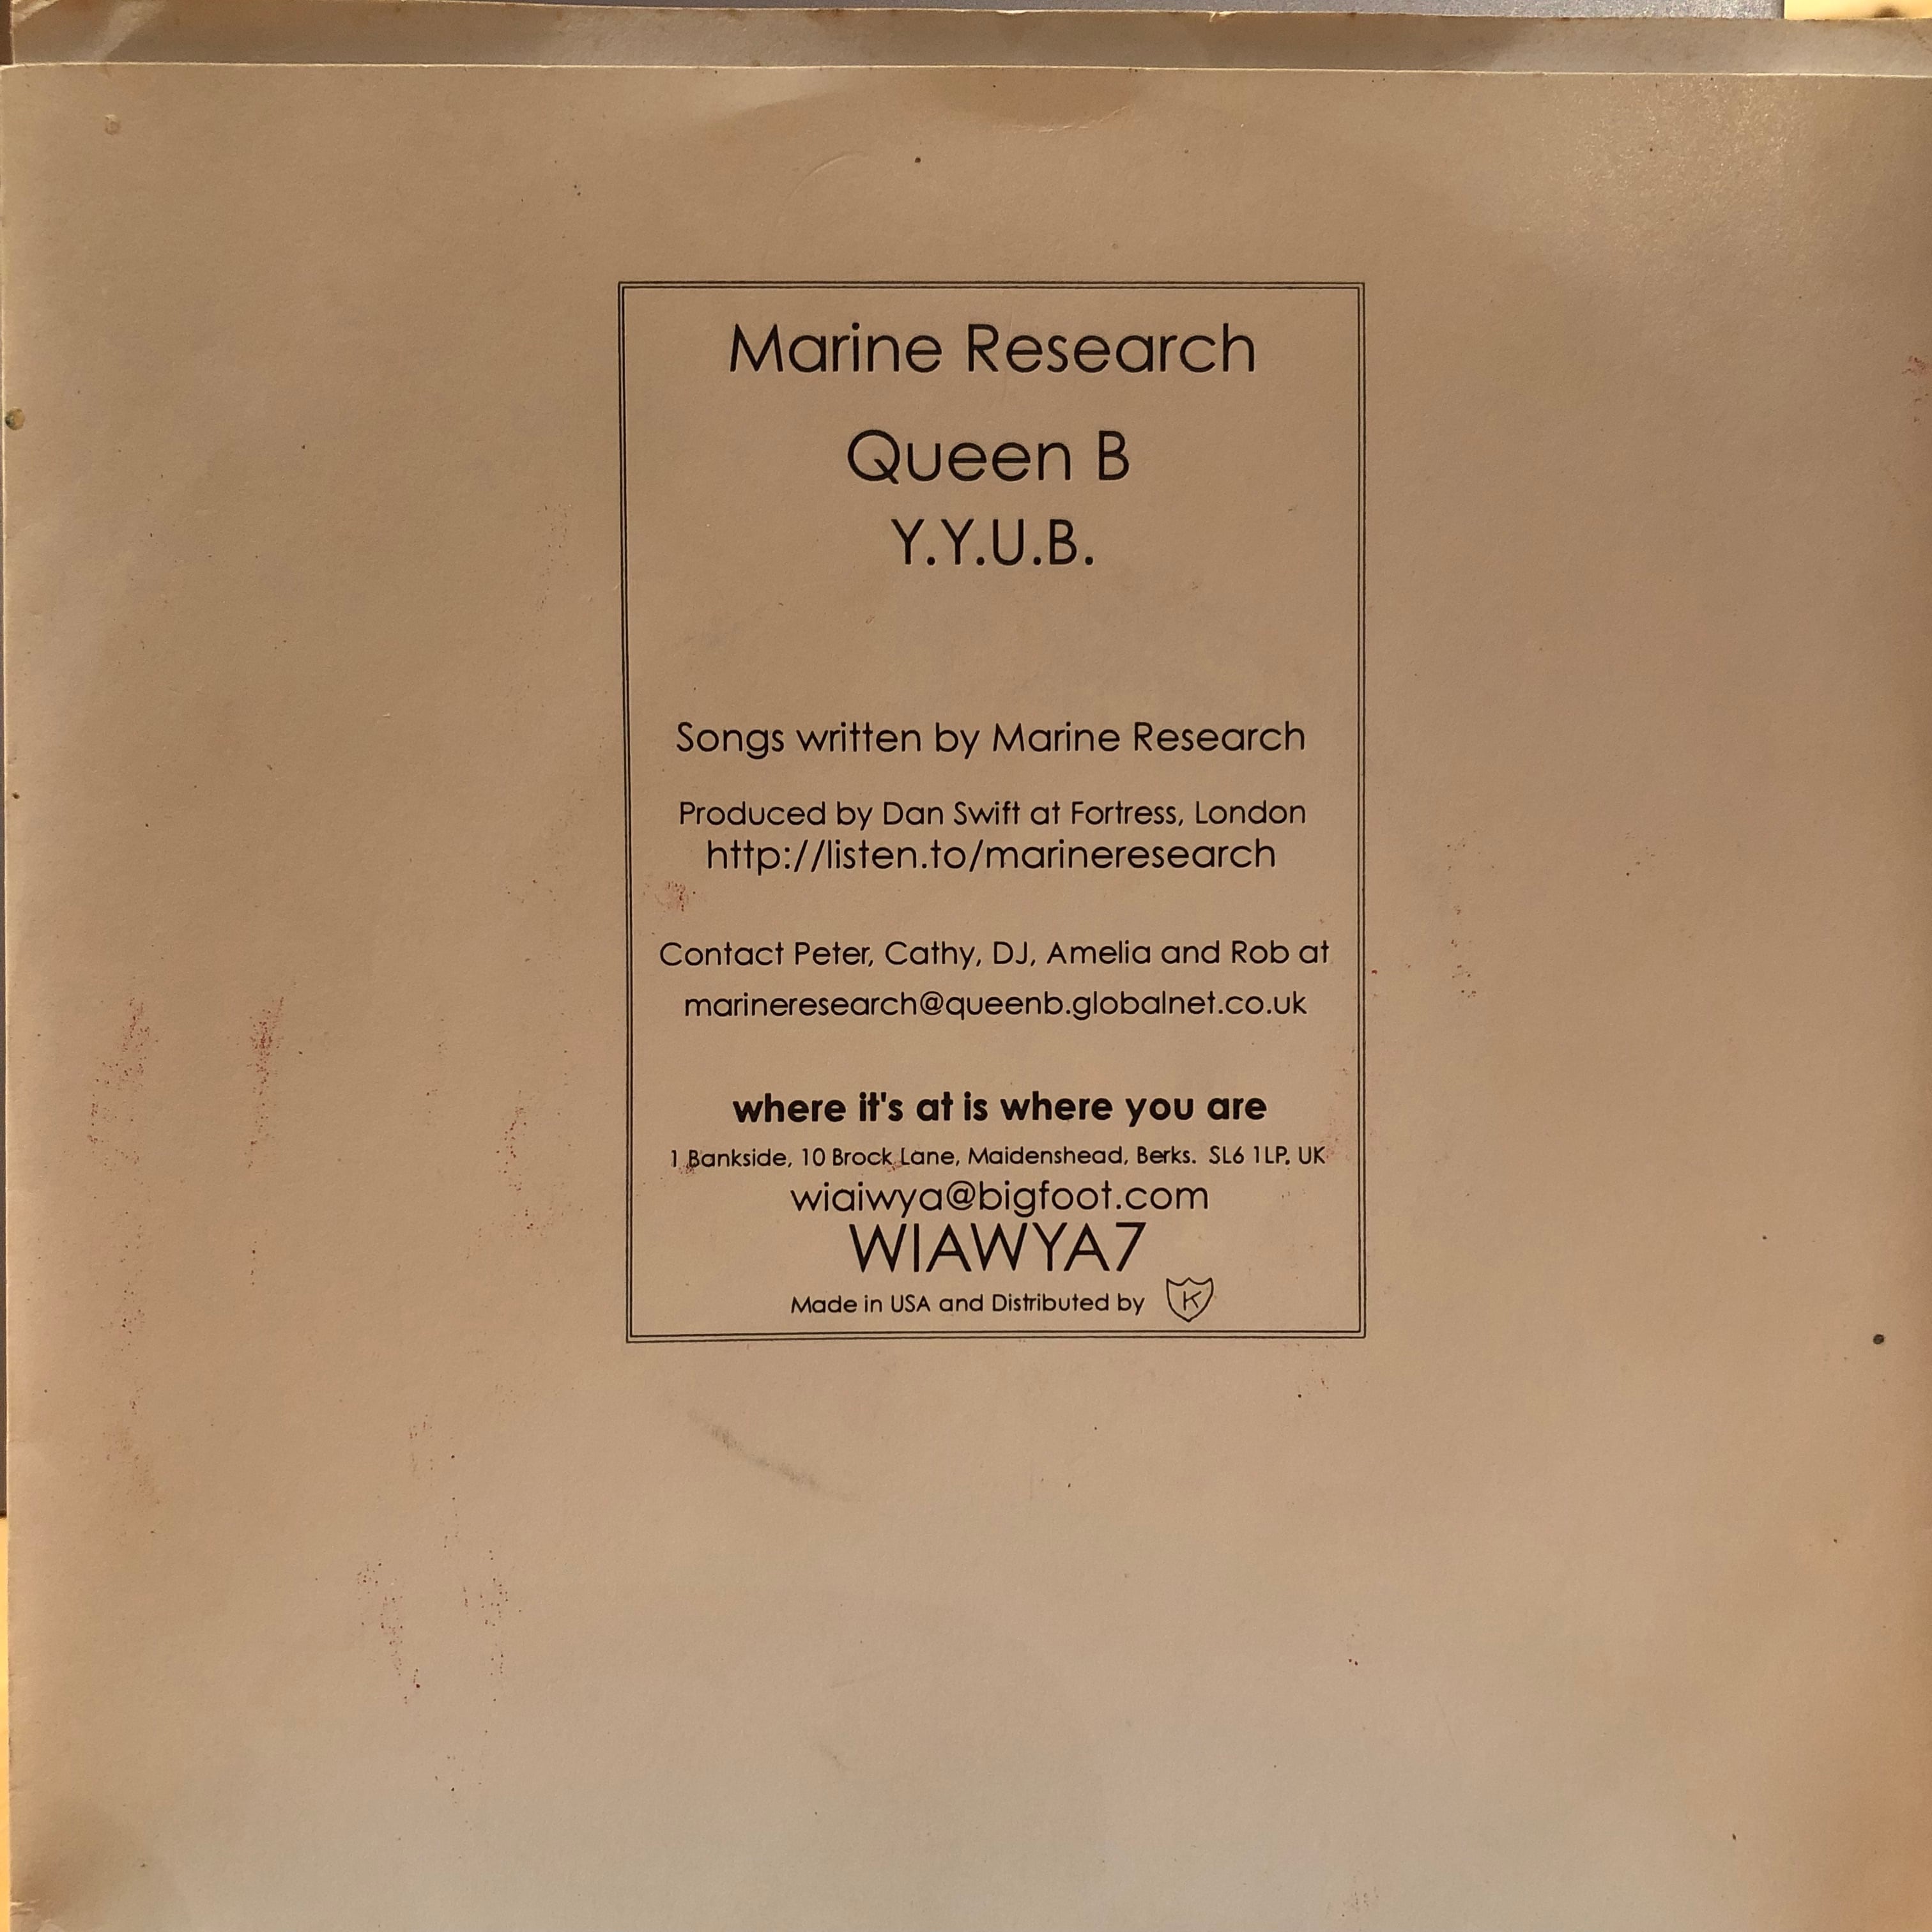 Marine Research
Queen B
Y.Y.U.B.
Songs written by Marine Research
Produced by Dan Swift at Fortress, London
http://listen.to/marineresearch
Contact Peter, Cathy, DJ, Amelia and Rob at
marineresearch@queenb.globalnet.co.uk
where it's at is where you are
1 Bankside, 10 Brock Lane, Maidenshead, Berks. SL6 1LP. UK
wiaiwya@bigfoot.com
WIAWYA7
Made in USA and Distributed by K